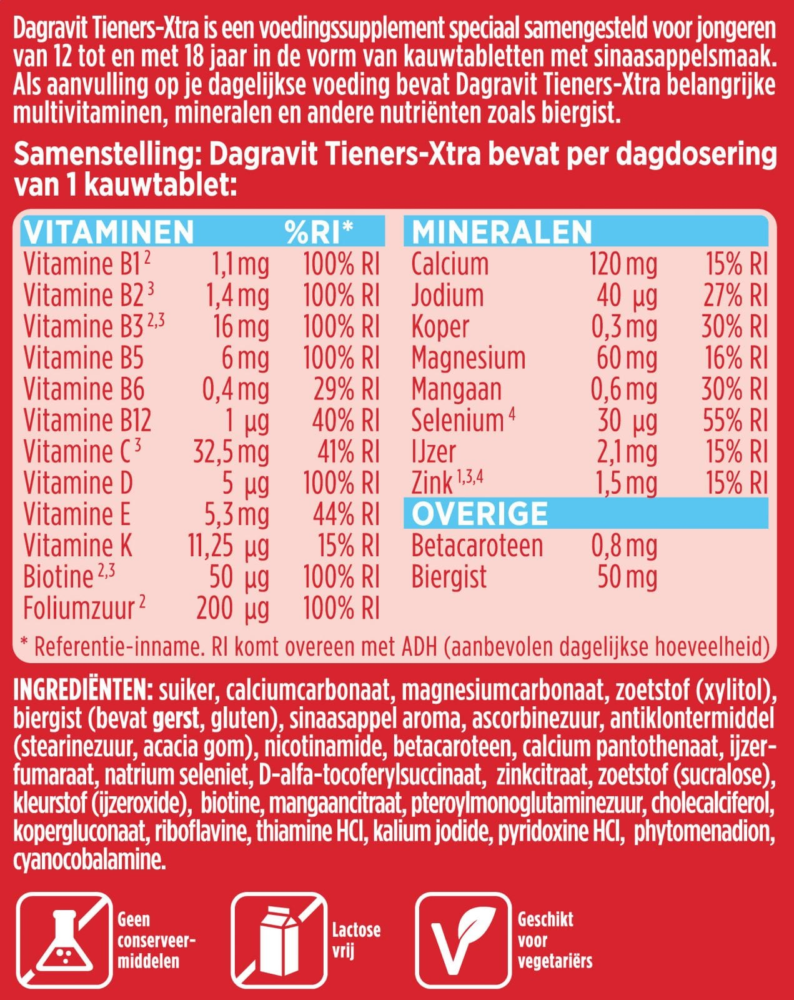 Dagravit Tieners-Xtra is een voedingssupplement speciaal samengesteld voor jongeren
van 12 tot en met 18 jaar in de vorm van kauwtabletten met sinaasappelsmaak.
Als aanvulling op je dagelijkse voeding bevat Dagravit Tieners-Xtra belangrijke
multivitaminen, mineralen en andere nutriënten zoals biergist.
Samenstelling: Dagravit Tieners-Xtra bevat per dagdosering
van 1 kauwtablet:
VITAMINEN %RI*
Vitamine B1 2 1,1 mg 100% RI
Vitamine B2 3 1,4 mg 100% RI
Vitamine B3 2,3 16 mg 100% RI
Vitamine B5 6 mg 100% RI
Vitamine B6 0,4 mg 29% RI
Vitamine B12 1 µg 40% RI
Vitamine C 3 32,5 mg 41% RI
Vitamine D 5 µg 100% RI
Vitamine E 5,3 mg 44% RI
Vitamine K 11,25 µg 15% RI
Biotine 2,3 50 µg 100% RI
Foliumzuur 2 200 µg 100% RI
MINERALEN
Calcium 120 mg 15% RI
Jodium 40 µg 27% RI
Koper 0,3 mg 30% RI
Magnesium 60 mg 16% RI
Mangaan 0,6 mg 30% RI
Selenium 4 30 µg 55% RI
IJzer 2,1 mg 15% RI
Zink 1,3,4 1,5 mg 15% RI
OVERIGE
Betacaroteen 0,8 mg
Biergist 50 mg
* Referentie-inname. RI komt overeen met ADH (aanbevolen dagelijkse hoeveelheid)
INGREDIËNTEN: suiker, calciumcarbonaat, magnesiumcarbonaat, zoetstof (xylitol),
biergist (bevat gerst, gluten), sinaasappel aroma, ascorbinezuur, antiklontermiddel
(stearinezuur, acacia gom), nicotinamide, betacaroteen, calcium pantothenaat, ijzer-
fumaraat, natrium seleniet, D-alfa-tocoferylsuccinaat, zinkcitraat, zoetstof (sucralose),
kleurstof (ijzeroxide), biotine, mangaancitraat, pteroylmonoglutaminezuur, cholecalciferol,
kopergluconaat, riboflavine, thiamine HCl, kalium jodide, pyridoxine HCl, phytomenadion,
cyanocobalamine.
Geen
conserveer-
middelen
Lactose
vrij
Geschikt
voor
vegetariërs